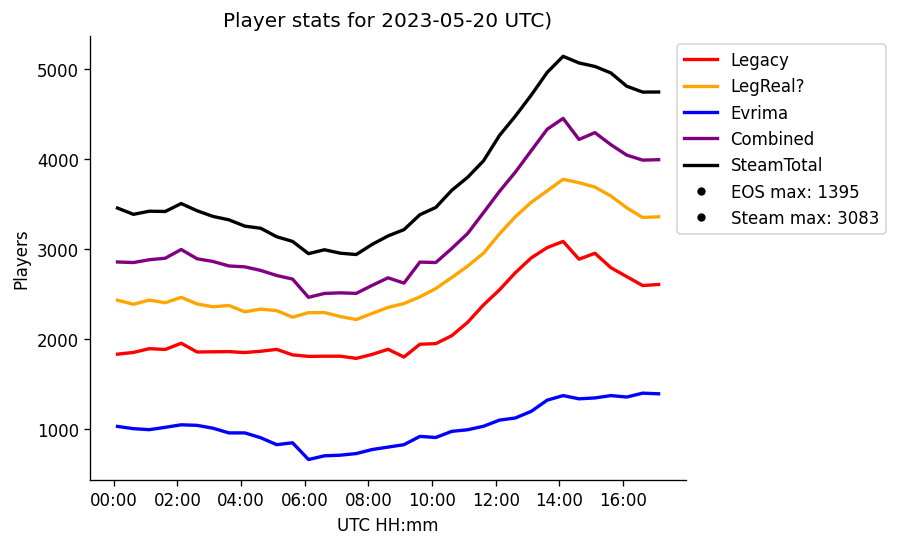 Player stats for 2023-05-20 UTC)
Players
5000
4000
3000
2000
1000
00:00 02:00 04:00 06:00 08:00 10:00 12:00 14:00 16:00
UTC HH:mm
Legacy
LegReal?
Evrima
Combined
SteamTotal
EOS max: 1395
Steam max: 3083